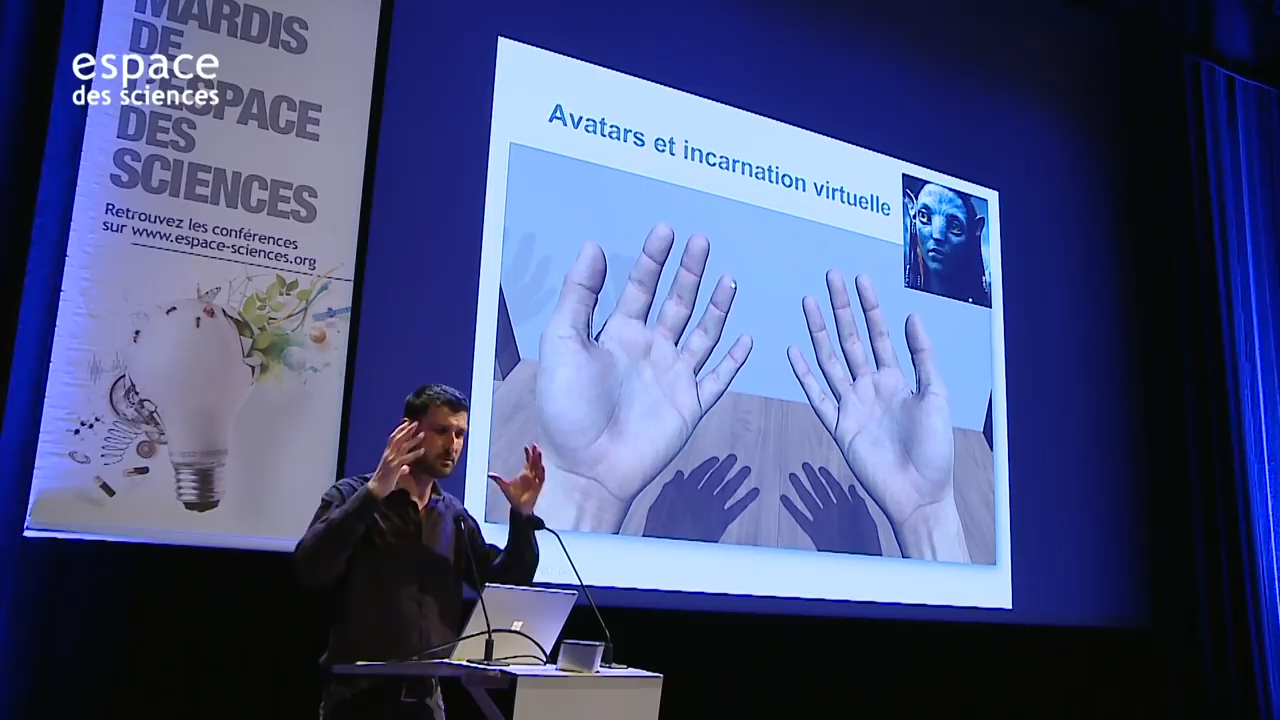 MARDIS
DE
L'ESPACE
DES
SCIENCES
Retrouvez les conférences
sur www.espace-sciences.org
espace
des sciences
Avatars et incarnation virtuelle